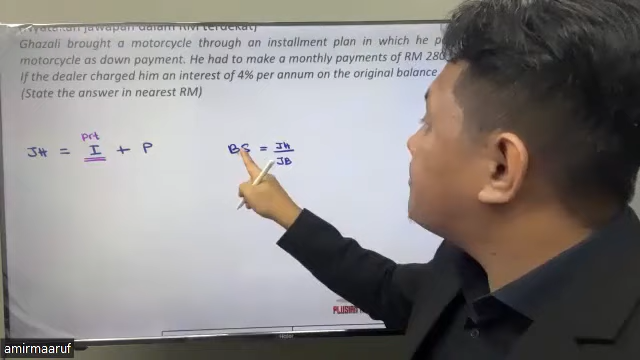 (Nyatakan jawapan dalam RM terdekat)
Ghazali brought a motorcycle through an installment plan in which he
motorcycle as down payment. He had to make a monthly payments of RM 280
if the dealer charged him an interest of 4% per annum on the original balance.
(State the answer in nearest RM)
prt
JH = I + P
BS = JH
JB
amirmaaruf